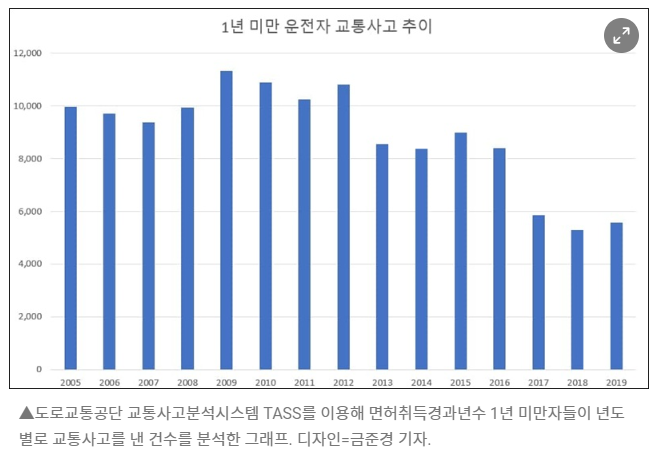 1년 미만 운전자 교통사고 추이
12,000
10,000
8,000
6,000
4,000
2,000
0
2005 2006 2007 2008 2009 2010 2011 2012 2013 2014 2015 2016 2017 2018 2019
▲도로교통공단 교통사고분석시스템 TASS를 이용해 면허취득경과년수 1년 미만자들이 년도
별로 교통사고를 낸 건수를 분석한 그래프. 디자인=금준경 기자.